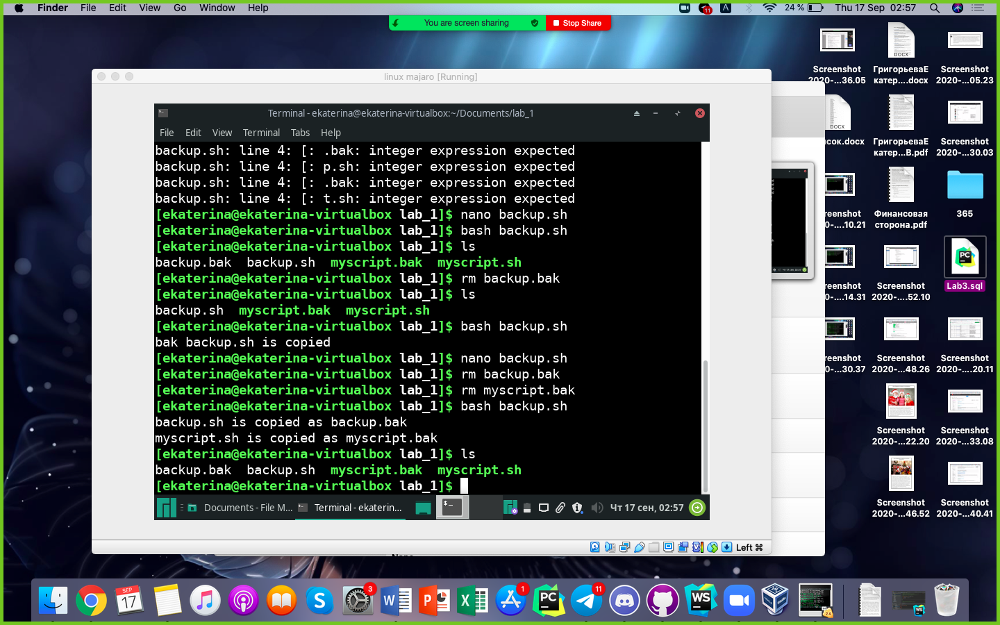 Finder File Edit View Go Window Help
11 A 24 % Thu 17 Sep 02:57
You are screen sharing Stop Share
linux majaro [Running]
Terminal - ekaterina@ekaterina-virtualbox:~/Documents/lab_1
File Edit View Terminal Tabs Help
backup.sh: line 4: [: .bak: integer expression expected
backup.sh: line 4: [: p.sh: integer expression expected
backup.sh: line 4: [: .bak: integer expression expected
backup.sh: line 4: [: t.sh: integer expression expected
[ekaterina@ekaterina-virtualbox lab_1]$ nano backup.sh
[ekaterina@ekaterina-virtualbox lab_1]$ bash backup.sh
[ekaterina@ekaterina-virtualbox lab_1]$ ls
backup.bak backup.sh myscript.bak myscript.sh
[ekaterina@ekaterina-virtualbox lab_1]$ rm backup.bak
[ekaterina@ekaterina-virtualbox lab_1]$ ls
backup.sh myscript.bak myscript.sh
[ekaterina@ekaterina-virtualbox lab_1]$ bash backup.sh
bak backup.sh is copied
[ekaterina@ekaterina-virtualbox lab_1]$ nano backup.sh
[ekaterina@ekaterina-virtualbox lab_1]$ rm backup.bak
[ekaterina@ekaterina-virtualbox lab_1]$ rm myscript.bak
[ekaterina@ekaterina-virtualbox lab_1]$ bash backup.sh
backup.sh is copied as backup.bak
myscript.sh is copied as myscript.bak
[ekaterina@ekaterina-virtualbox lab_1]$ ls
backup.bak backup.sh myscript.bak myscript.sh
[ekaterina@ekaterina-virtualbox lab_1]$
Documents - File M... Terminal - ekaterin... Чт 17 сен, 02:57
Left ⌘
Screenshot
2020-...36.05
DOCX
ГригорьеваЕ
катер....docx
Screenshot
2020-...05.23
DOCX
сок.docx
ГригорьеваЕ
катер...В.pdf
Screenshot
2020-...30.03
reenshot
0-....10.21
Финансовая
сторона.pdf
365
reenshot
0-....14.31
Screenshot
2020-....52.10
PC
Lab3.sql
reenshot
0-...30.37
Screenshot
2020-...48.26
Screenshot
2020-....20.11
Screenshot
2020-...22.20
Screenshot
2020-...33.08
Screenshot
2020-...46.52
Screenshot
2020-...40.41
SEP
17
3
W
P
X
1
PC
11
WS